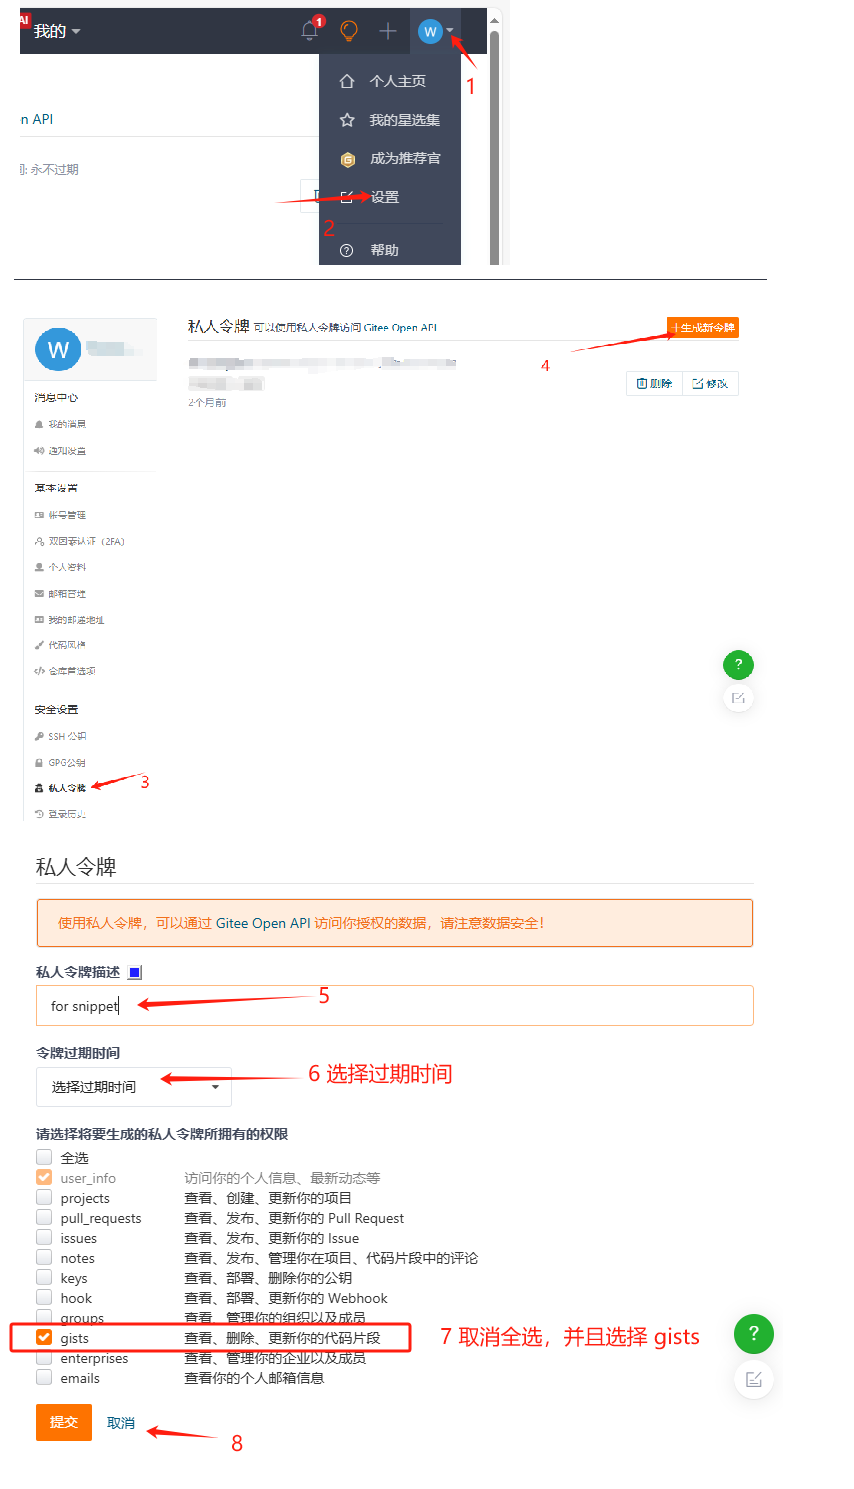 AI
我的
1
W
个人主页
1
n API
我的星选集
成为推荐官
永不过期
设置
2
帮助
私人令牌 可以使用私人令牌访问 Gitee Open API
生成新令牌
W
4
删除
修改
2个月前
消息中心
我的消息
通知设置
基本设置
帐号管理
双因素认证（2FA）
个人资料
邮箱管理
我的邮递地址
代码风格
仓库首选项
?
安全设置
SSH 公钥
GPG公钥
私人令牌
3
登录历史
私人令牌
使用私人令牌，可以通过 Gitee Open API 访问你授权的数据，请注意数据安全！
私人令牌描述
for snippet
5
令牌过期时间
选择过期时间
6 选择过期时间
请选择将要生成的私人令牌所拥有的权限
全选
user_info 访问你的个人信息、最新动态等
projects 查看、创建、更新你的项目
pull_requests 查看、发布、更新你的 Pull Request
issues 查看、发布、更新你的 Issue
notes 查看、发布、管理你在项目、代码片段中的评论
keys 查看、部署、删除你的公钥
hook 查看、部署、更新你的 Webhook
groups 查看、管理你的组织以及成员
gists 查看、删除、更新你的代码片段
7 取消全选，并且选择 gists
?
enterprises 查看、管理你的企业以及成员
emails 查看你的个人邮箱信息
提交
取消
8